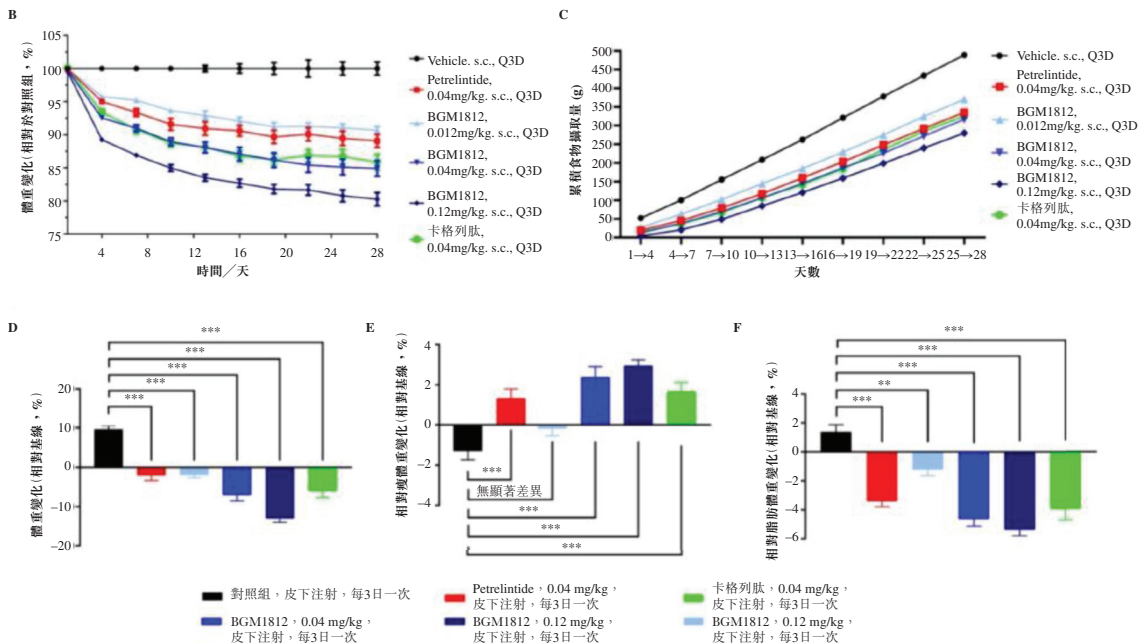 B
體重變化(相對於對照組，%)
105
100
95
90
85
80
75
4
8
12
16
20
24
28
時間／天
Vehicle. s.c., Q3D
Petrelintide,
0.04mg/kg. s.c., Q3D
BGM1812,
0.012mg/kg. s.c., Q3D
BGM1812,
0.04mg/kg. s.c., Q3D
BGM1812,
0.12mg/kg. s.c., Q3D
卡格列肽,
0.04mg/kg. s.c., Q3D
C
累積食物攝取量 (g)
500
450
400
350
300
250
200
150
100
50
0
1→4
4→7
7→10
10→13
13→16
16→19
19→22
22→25
25→28
天數
Vehicle. s.c., Q3D
Petrelintide,
0.04mg/kg. s.c., Q3D
BGM1812,
0.012mg/kg. s.c., Q3D
BGM1812,
0.04mg/kg. s.c., Q3D
BGM1812,
0.12mg/kg. s.c., Q3D
卡格列肽,
0.04mg/kg. s.c., Q3D
D
體重變化(相對基線，%)
20
10
0
−10
−20
***
***
***
***
***
E
相對瘦體重變化(相對基線，%)
4
2
0
−2
−4
***
無顯著差異
***
***
***
F
相對脂肪體重變化(相對基線，%)
4
2
0
−2
−4
−6
***
***
***
**
***
對照組，皮下注射，每3日一次
Petrelintide，0.04 mg/kg，
皮下注射，每3日一次
卡格列肽，0.04 mg/kg，
皮下注射，每3日一次
BGM1812，0.04 mg/kg，
皮下注射，每3日一次
BGM1812，0.12 mg/kg，
皮下注射，每3日一次
BGM1812，0.12 mg/kg，
皮下注射，每3日一次